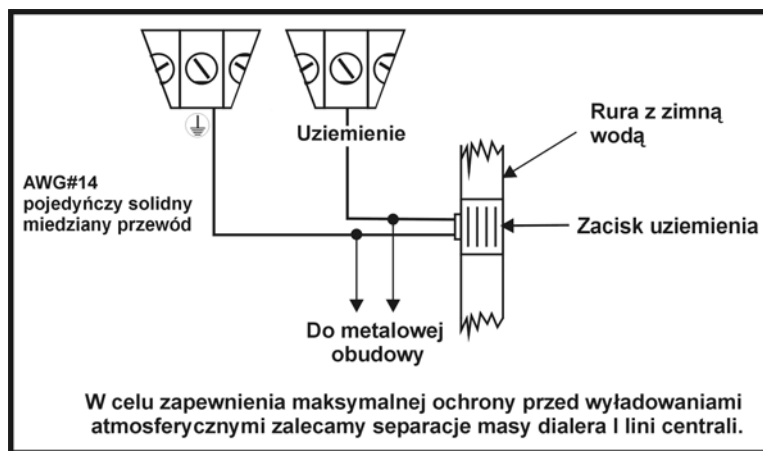 Uziemienie
Rura z zimną
wodą
AWG#14
pojedyńczy solidny
miedziany przewód
Zacisk uziemienia
Do metalowej
obudowy
W celu zapewnienia maksymalnej ochrony przed wyładowaniami
atmosferycznymi zalecamy separacje masy dialera I lini centrali.